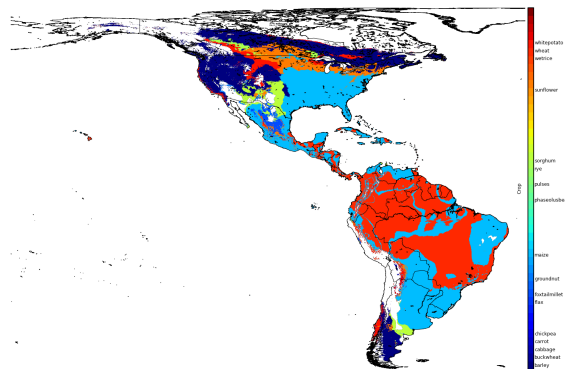 whitepotato
wheat
wetrice
sunflower
sorghum
rye
pulses
phaseolusbe
maize
groundnut
foxtailmillet
flax
chickpea
carrot
cabbage
buckwheat
barley
Crop